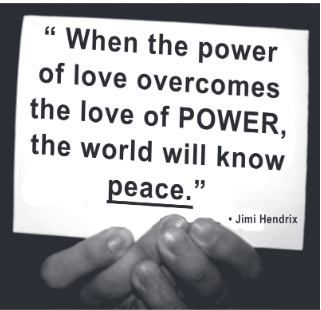 “ When the power
of love overcomes
the love of POWER,
the world will know
peace.”
• Jimi Hendrix